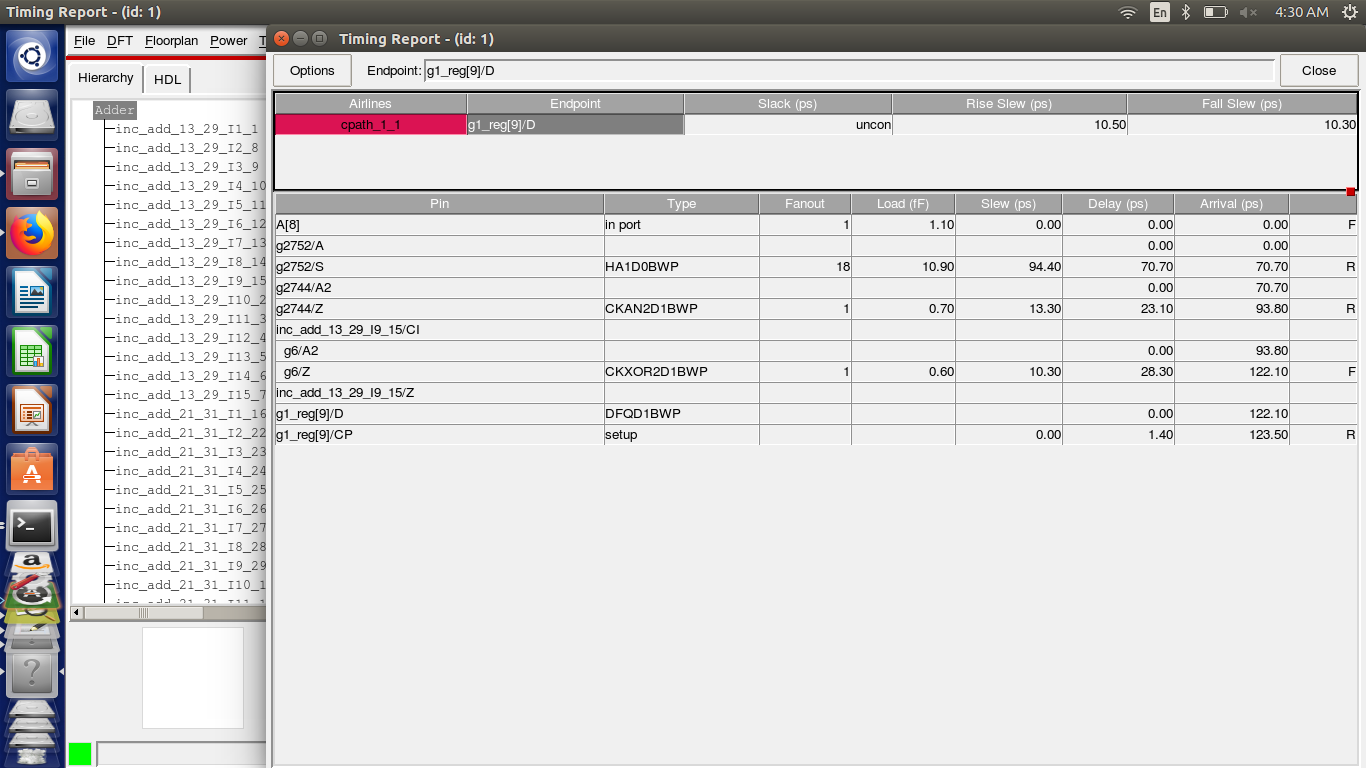 Timing Report - (id: 1)
En
4:30 AM
File DFT Floorplan Power T
Hierarchy HDL
Adder
inc_add_13_29_I1_1
inc_add_13_29_I2_8
inc_add_13_29_I3_9
inc_add_13_29_I4_10
inc_add_13_29_I5_11
inc_add_13_29_I6_12
inc_add_13_29_I7_13
inc_add_13_29_I8_14
inc_add_13_29_I9_15
inc_add_13_29_I10_2
inc_add_13_29_I11_3
inc_add_13_29_I12_4
inc_add_13_29_I13_5
inc_add_13_29_I14_6
inc_add_13_29_I15_7
inc_add_21_31_I1_16
inc_add_21_31_I2_22
inc_add_21_31_I3_23
inc_add_21_31_I4_24
inc_add_21_31_I5_25
inc_add_21_31_I6_26
inc_add_21_31_I7_27
inc_add_21_31_I8_28
inc_add_21_31_I9_29
inc_add_21_31_I10_1
Timing Report - (id: 1)
Options Endpoint: g1_reg[9]/D Close
Airlines Endpoint Slack (ps) Rise Slew (ps) Fall Slew (ps)
cpath_1_1 g1_reg[9]/D uncon 10.50 10.30
Pin Type Fanout Load (fF) Slew (ps) Delay (ps) Arrival (ps)
A[8] in port 1 1.10 0.00 0.00 0.00 F
g2752/A 0.00 0.00
g2752/S HA1D0BWP 18 10.90 94.40 70.70 70.70 R
g2744/A2 0.00 70.70
g2744/Z CKAN2D1BWP 1 0.70 13.30 23.10 93.80 R
inc_add_13_29_I9_15/CI
g6/A2 0.00 93.80
g6/Z CKXOR2D1BWP 1 0.60 10.30 28.30 122.10 F
inc_add_13_29_I9_15/Z
g1_reg[9]/D DFQD1BWP 0.00 122.10
g1_reg[9]/CP setup 0.00 1.40 123.50 R